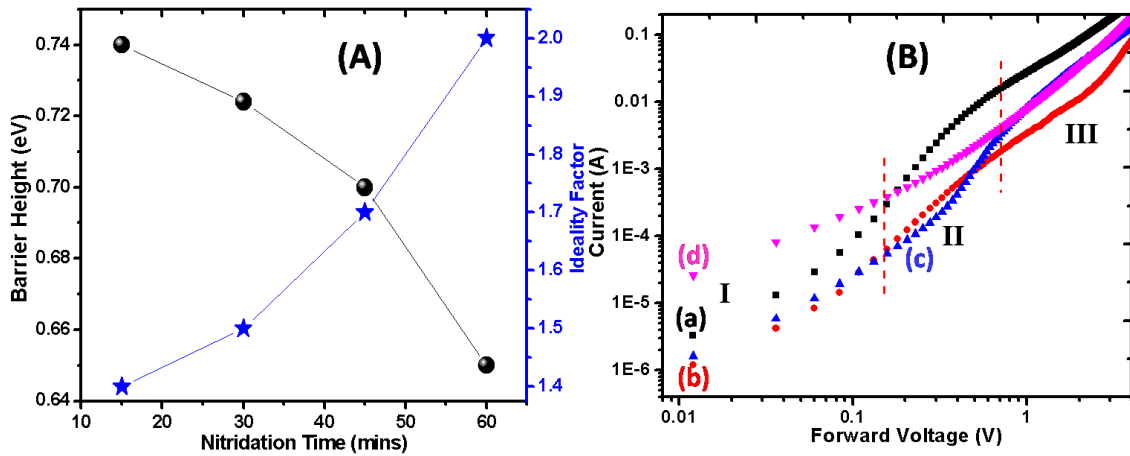 (A)
Barrier Height (eV)
0.74
0.72
0.70
0.68
0.66
0.64
10 20 30 40 50 60
Nitridation Time (mins)
2.0
1.9
1.8
1.7
1.6
1.5
1.4
Ideality Factor
(B)
Current (A)
0.1
0.01
1E-3
1E-4
1E-5
1E-6
0.01 0.1 1
Forward Voltage (V)
(d)
I
(a)
(b)
(c)
II
III